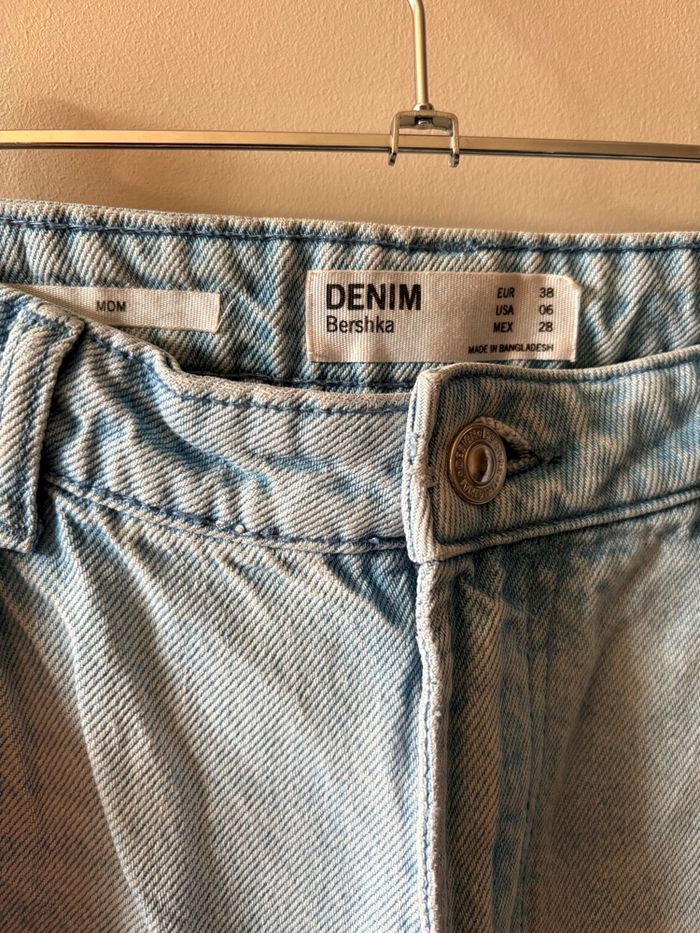 MOM
DENIM
Bershka
EUR 38
USA 06
MEX 28
MADE IN BANGLADESH